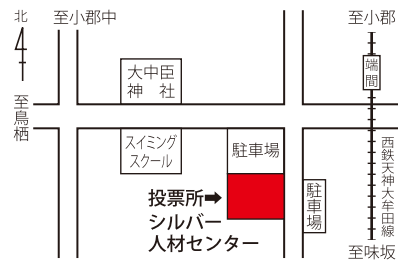 北
至小郡中
至小郡
至鳥栖
大中臣
神社
端間
スイミング
スクール
駐車場
西鉄天神大牟田線
投票所➡
シルバー
人材センター
駐車場
至味坂